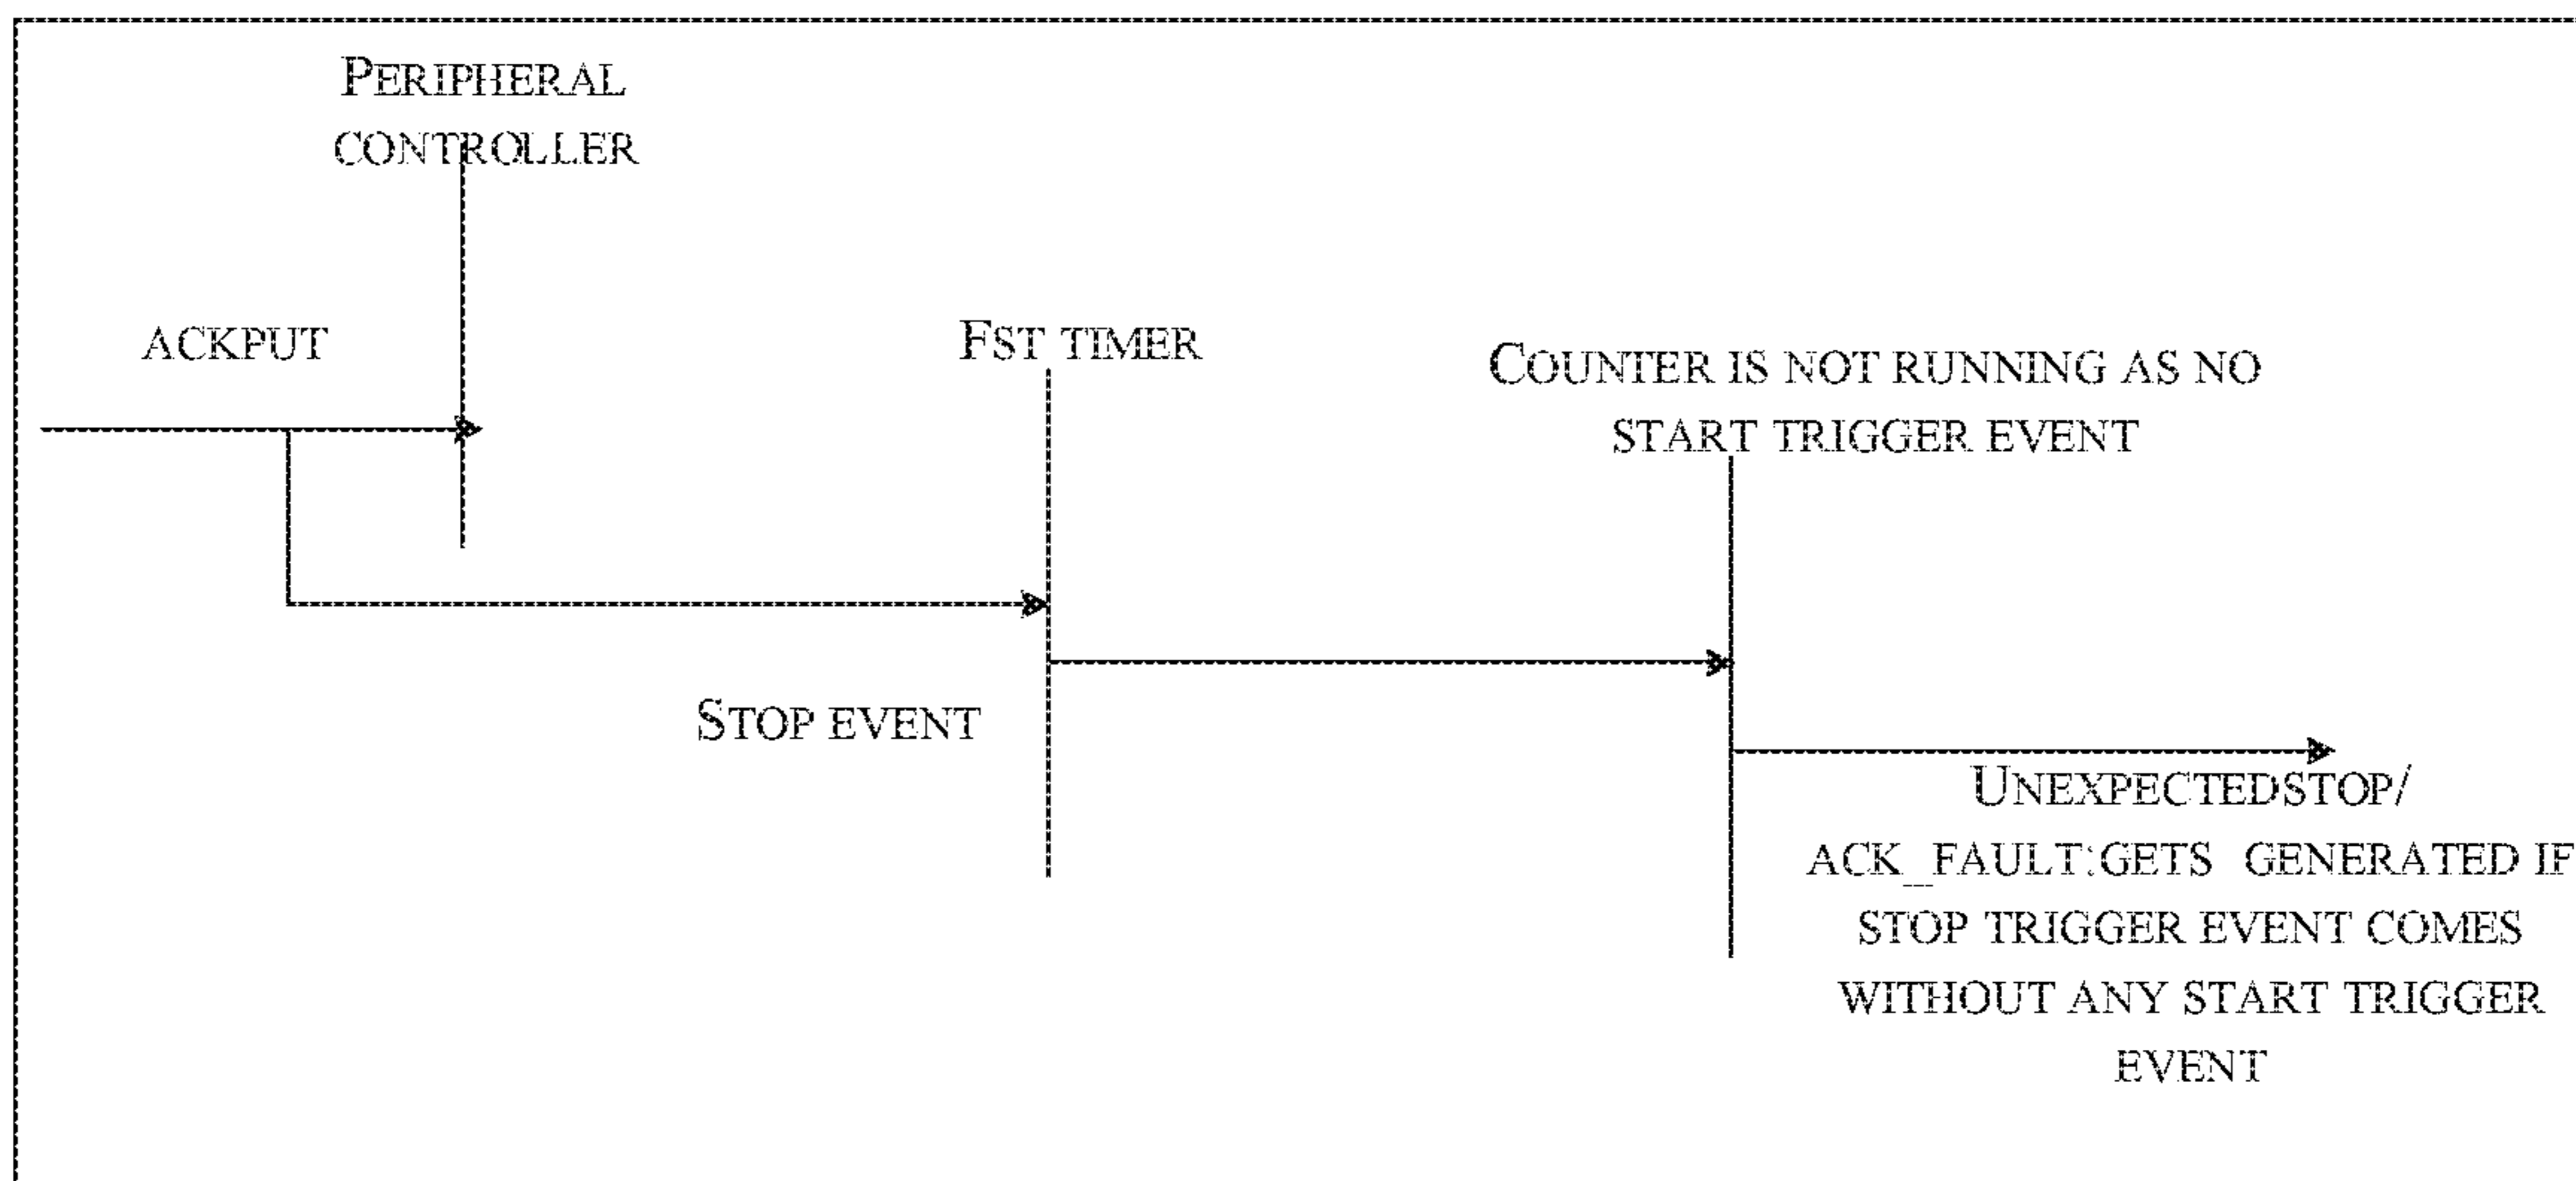 PERIPHERAL
CONTROLLER
ACKPUT
FST TIMER
COUNTER IS NOT RUNNING AS NO
START TRIGGER EVENT
STOP EVENT
UNEXPECTEDSTOP/
ACK_FAULT:GETS GENERATED IF
STOP TRIGGER EVENT COMES
WITHOUT ANY START TRIGGER
EVENT